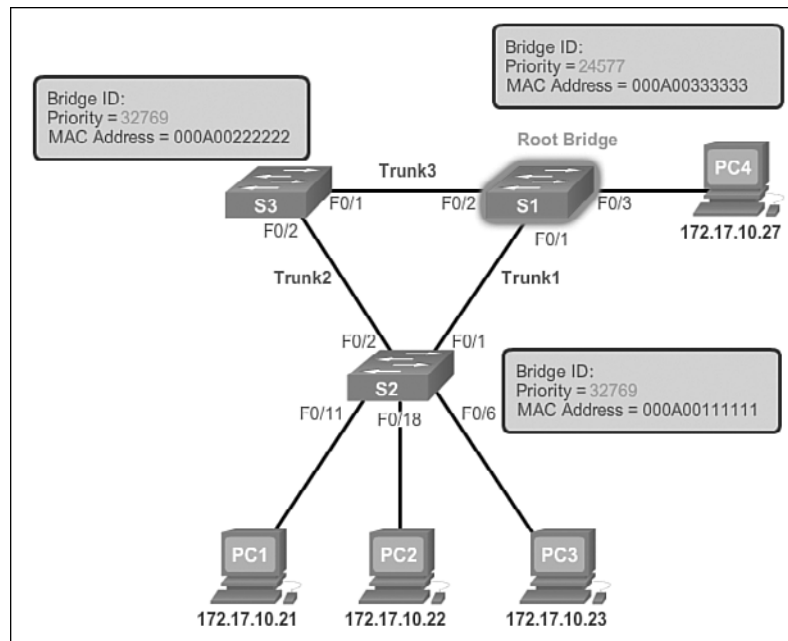 Bridge ID:
Priority = 24577
MAC Address = 000A00333333
Bridge ID:
Priority = 32769
MAC Address = 000A00222222
Root Bridge
Trunk3
PC4
S3
F0/1
F0/2
S1
F0/3
172.17.10.27
F0/2
F0/1
Trunk2
Trunk1
F0/2
F0/1
S2
Bridge ID:
Priority = 32769
MAC Address = 000A00111111
F0/11
F0/18
F0/6
PC1
PC2
PC3
172.17.10.21
172.17.10.22
172.17.10.23